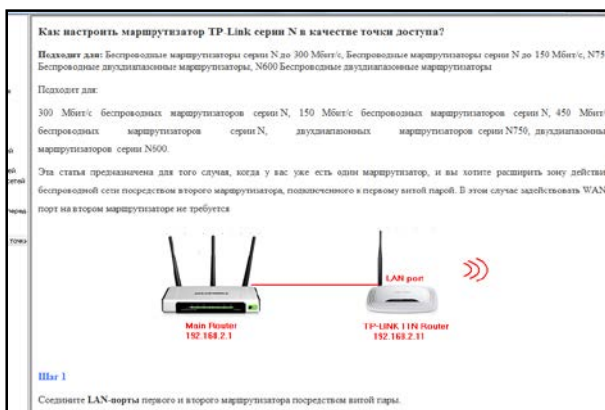 Как настроить маршрутизатор TP-Link серии N в качестве точки доступа?
Подходит для: Беспроводные маршрутизаторы серии N до 300 Мбит/с, Беспроводные маршрутизаторы серии N до 150 Мбит/с, N75
Беспроводные двухдиапазонные маршрутизаторы, N600 Беспроводные двухдиапазонные маршрутизаторы
Подходит для:
300 Мбит/с беспроводных маршрутизаторов серии N, 150 Мбит/с беспроводных маршрутизаторов серии N, 450 Мбит/
беспроводных маршрутизаторов серии N, двухдиапазонных маршрутизаторов серии N750, двухдиапазонны
маршрутизаторов серии N600.
Эта статья предназначена для того случая, когда у вас уже есть один маршрутизатор, и вы хотите расширить зону действи
беспроводной сети посредством второго маршрутизатора, подключенного к первому витой парой. В этом случае задействовать WAN
порт на втором маршрутизаторе не требуется
LAN port
Main Router
192.168.2.1
TP-LINK 11N Router
192.168.2.11
Шаг 1
Соедините LAN-порты первого и второго маршрутизатора посредством витой пары.